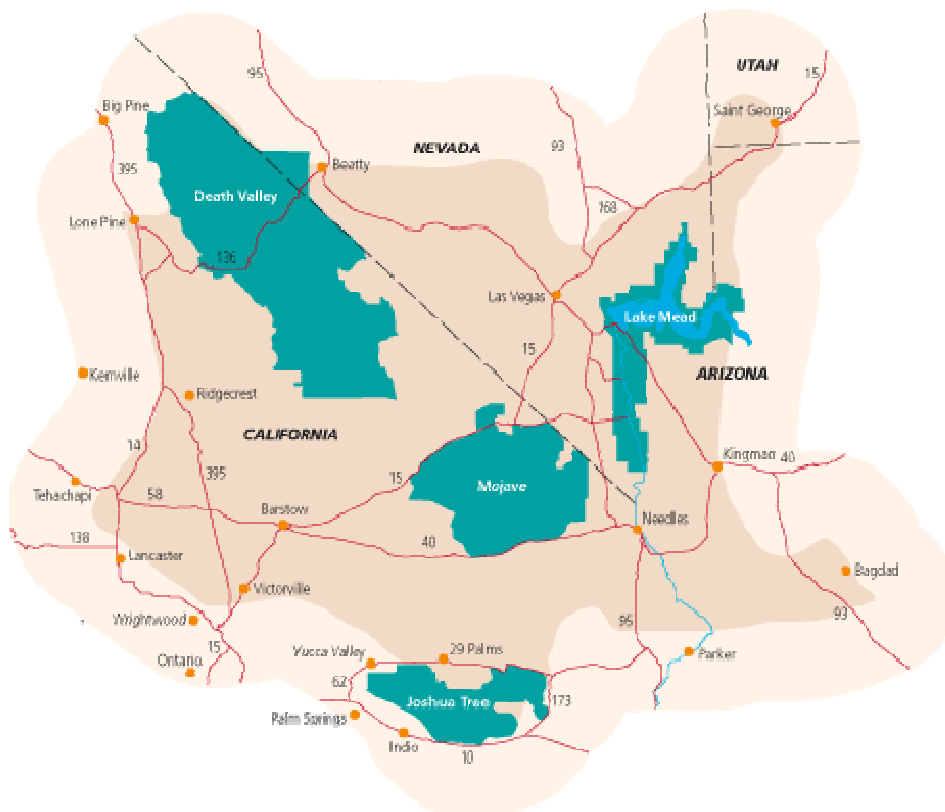 UTAH
15
95
Big Pine
Saint George
NEVADA
93
Beatty
395
Death Valley
168
Lone Pine
136
Las Vegas
Lake Mead
15
Kernville
ARIZONA
Ridgecrest
CALIFORNIA
14
395
Kingman
40
15
Mojave
Tehachapi
58
Barstow
Needles
138
40
Lancaster
Bagdad
Victorville
93
Wrightwood
95
15
Yucca Valley
29 Palms
Parker
Ontario
62
Joshua Tree
173
Palm Springs
Indio
10